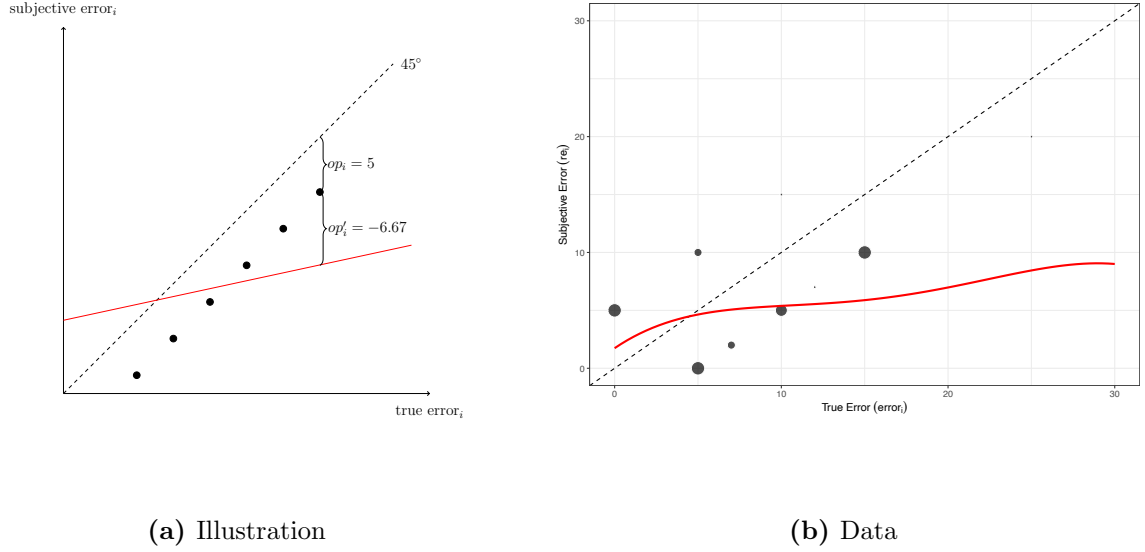 subjective error_i
45°
op_i = 5
op′_i = −6.67
true error_i
(a) Illustration
30
20
10
0
Subjective Error (re_i)
0
10
20
30
True Error (error_i)
(b) Data